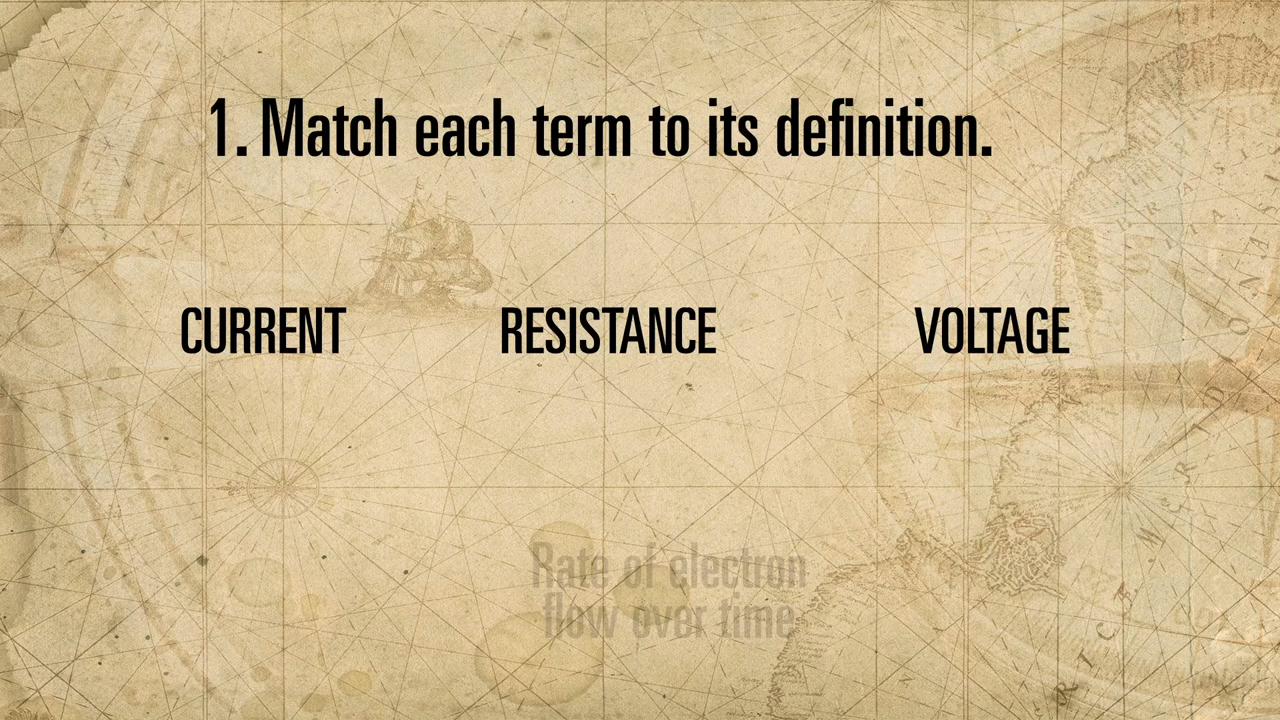 1. Match each term to its definition.
CURRENT RESISTANCE VOLTAGE
Rate of electron
flow over time